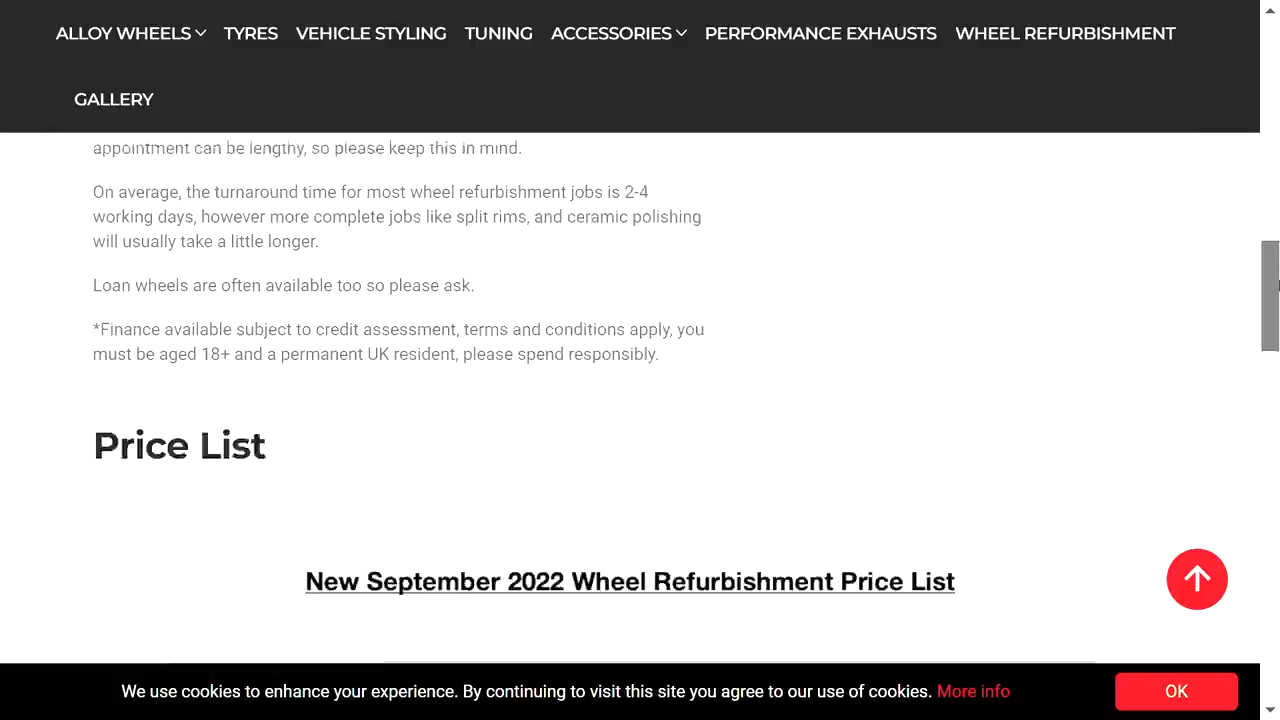 ALLOY WHEELS TYRES VEHICLE STYLING TUNING ACCESSORIES PERFORMANCE EXHAUSTS WHEEL REFURBISHMENT
GALLERY
appointment can be lengthy, so please keep this in mind.
On average, the turnaround time for most wheel refurbishment jobs is 2-4
working days, however more complete jobs like split rims, and ceramic polishing
will usually take a little longer.
Loan wheels are often available too so please ask.
*Finance available subject to credit assessment, terms and conditions apply, you
must be aged 18+ and a permanent UK resident, please spend responsibly.
Price List
New September 2022 Wheel Refurbishment Price List
We use cookies to enhance your experience. By continuing to visit this site you agree to our use of cookies. More info OK